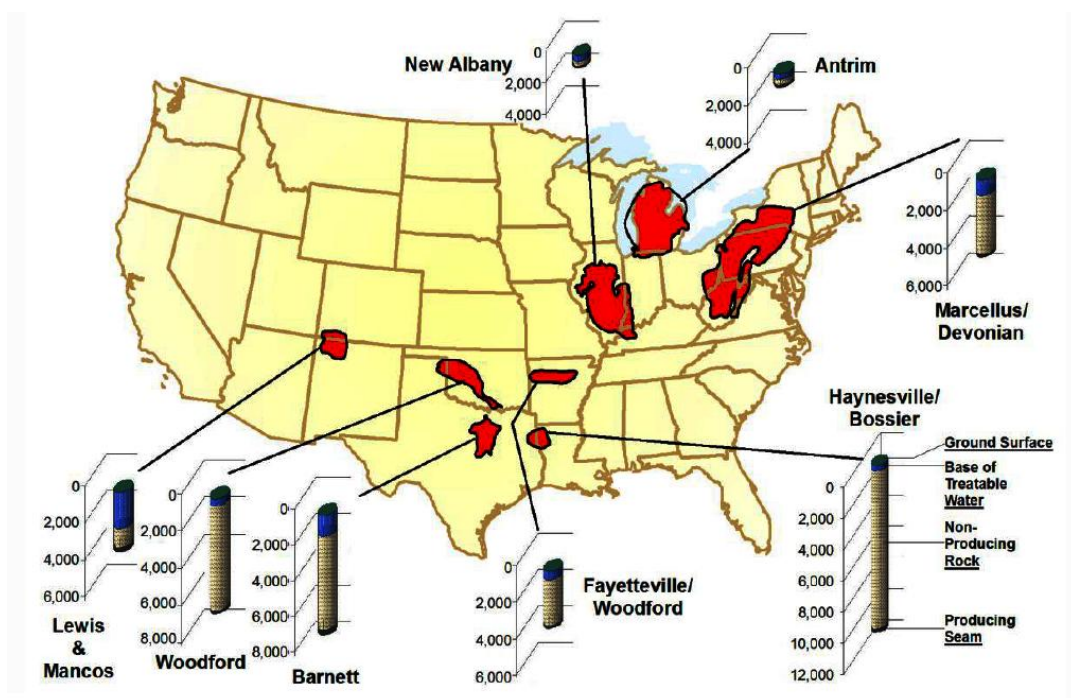 New Albany
0
2,000
4,000
Antrim
0
2,000
4,000
0
2,000
4,000
6,000
Marcellus/
Devonian
Haynesville/
Bossier
Ground Surface
Base of
Treatable
Water
Non-
Producing
Rock
Producing
Seam
0
2,000
4,000
6,000
8,000
10,000
12,000
0
2,000
4,000
6,000
Lewis
&
Mancos
0
2,000
4,000
6,000
8,000
Woodford
0
2,000
4,000
6,000
8,000
Barnett
0
2,000
4,000
6,000
Fayetteville/
Woodford